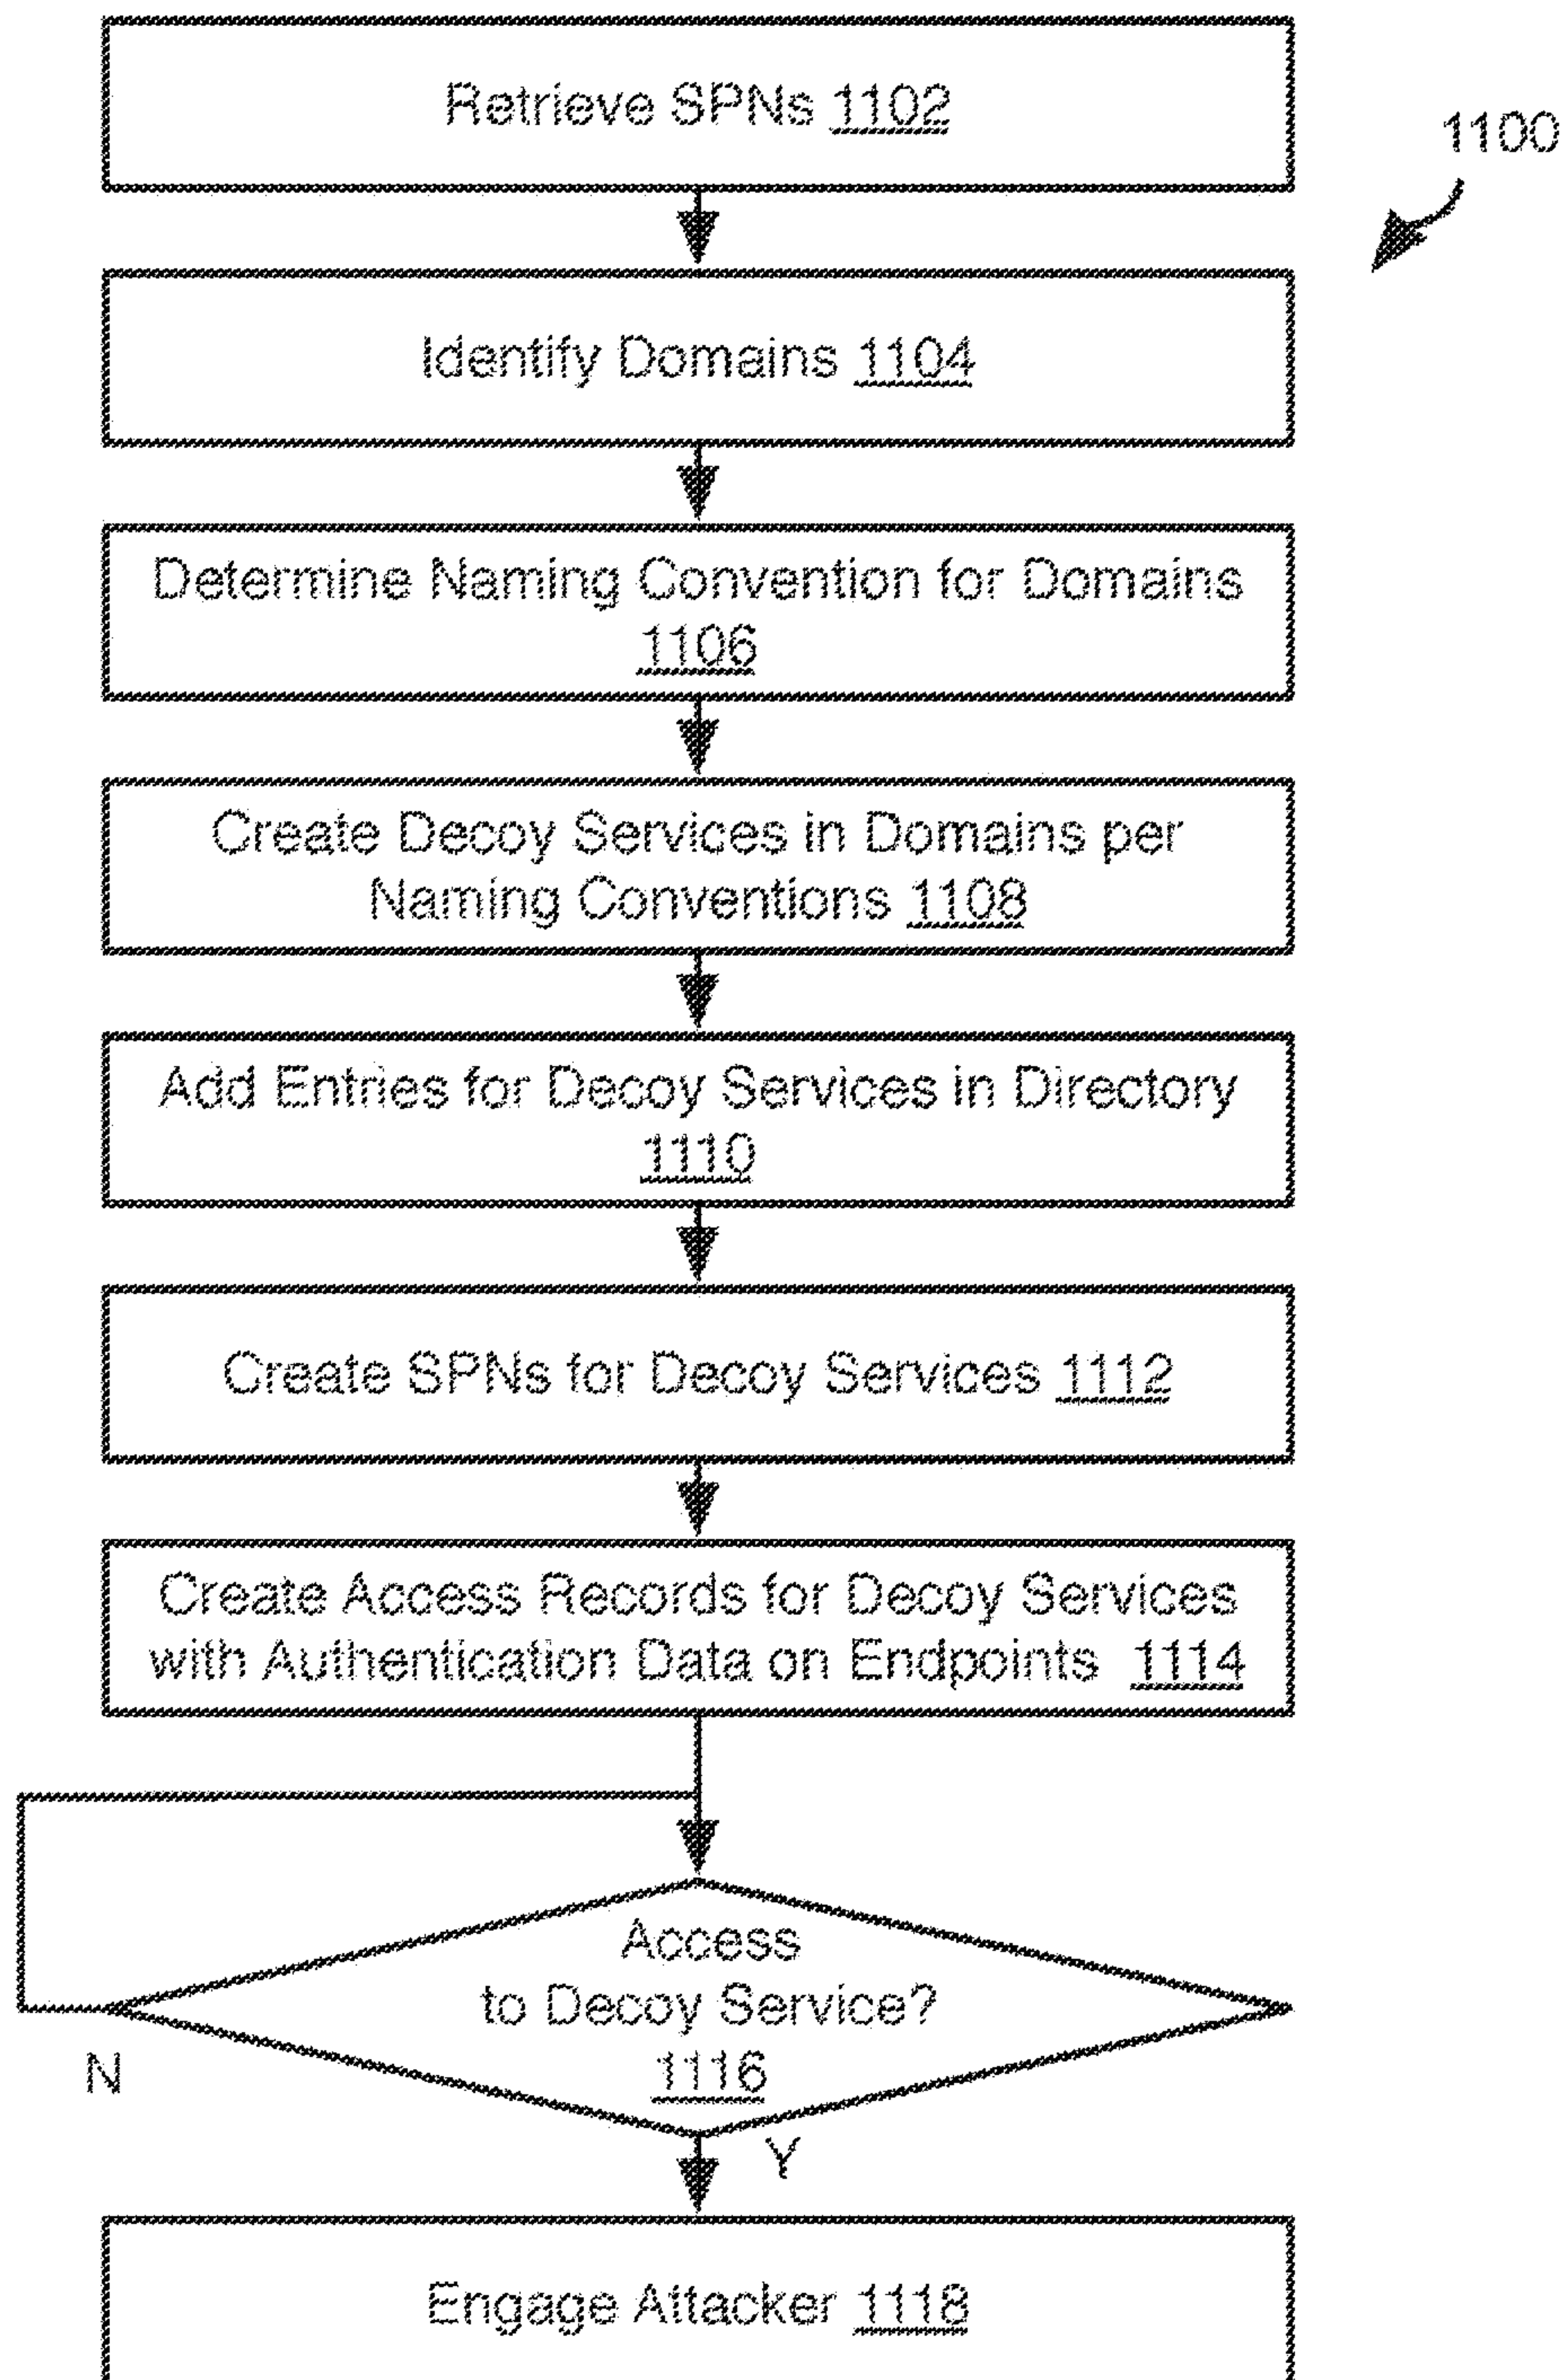 Retrieve SPNs 1102
1100
Identify Domains 1104
Determine Naming Convention for Domains
1106
Create Decoy Services in Domains per
Naming Conventions 1108
Add Entries for Decoy Services in Directory
1110
Create SPNs for Decoy Services 1112
Create Access Records for Decoy Services
with Authentication Data on Endpoints 1114
Access
to Decoy Service?
1116
N
Y
Engage Attacker 1118